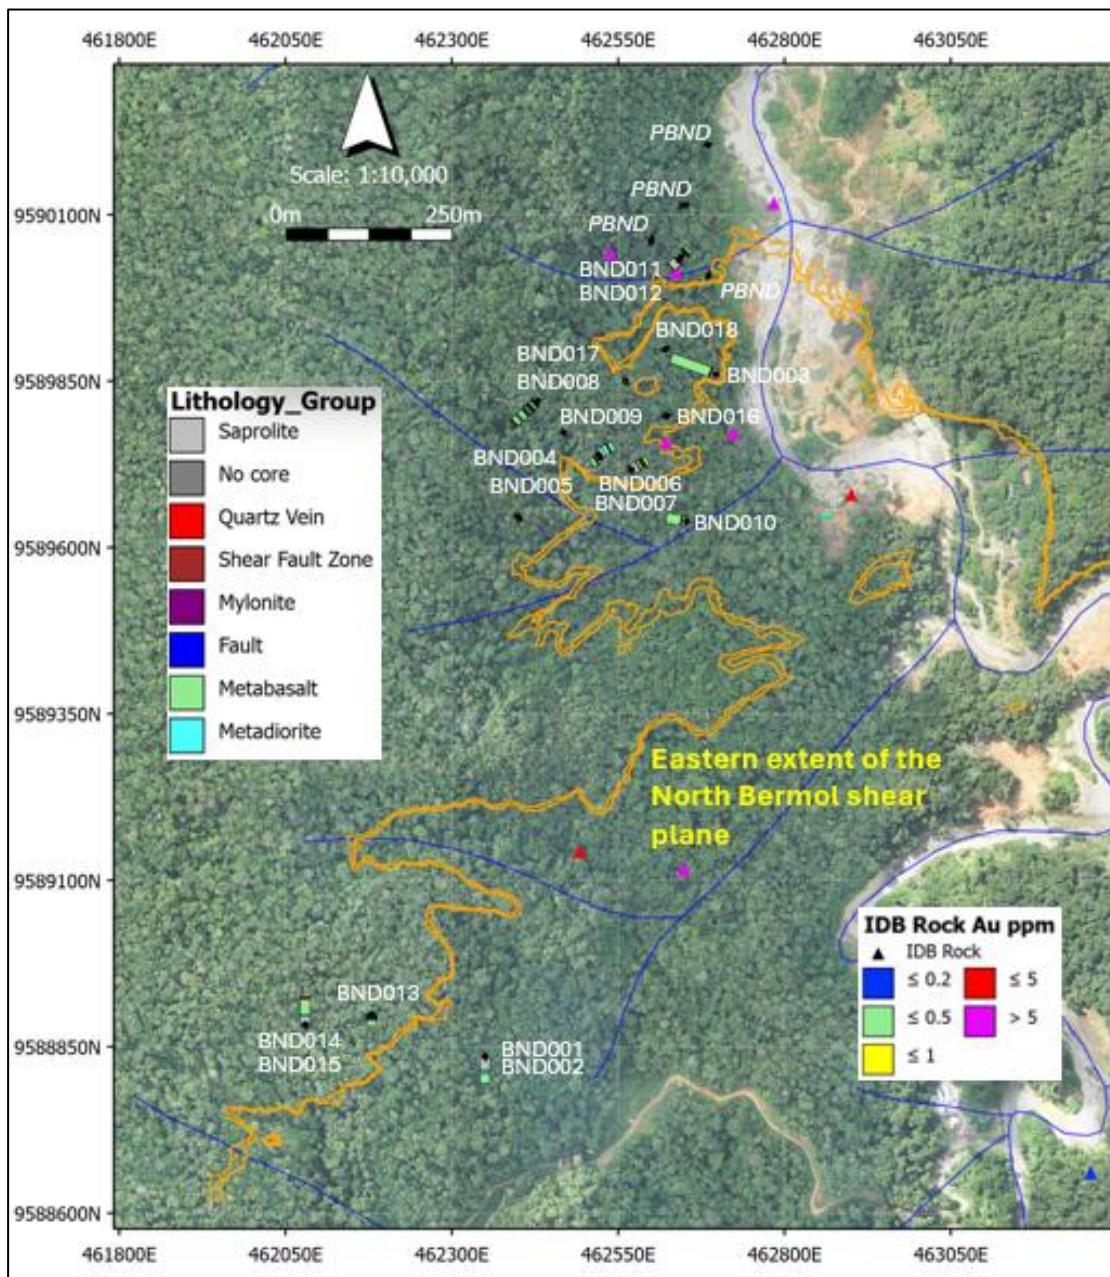 461800E 462050E 462300E 462550E 462800E 463050E
PBND
Scale: 1:10,000
PBND
0m 250m
9590100N
PBND
BND011
BND012
PBND
BND018
BND017
BND003
BND008
9589850N
Lithology_Group
Saprolite
No core
Quartz Vein
Shear Fault Zone
Mylonite
Fault
Metabasalt
Metadiorite
BND009 BND016
BND004
BND005
BND006
BND007
BND010
9589600N
9589350N
Eastern extent of the
North Bermol shear
plane
9589100N
IDB Rock Au ppm
IDB Rock
≤ 0.2 ≤ 5
≤ 0.5 > 5
≤ 1
BND013
BND014
BND015
BND001
BND002
9588850N
9588600N
461800E 462050E 462300E 462550E 462800E 463050E